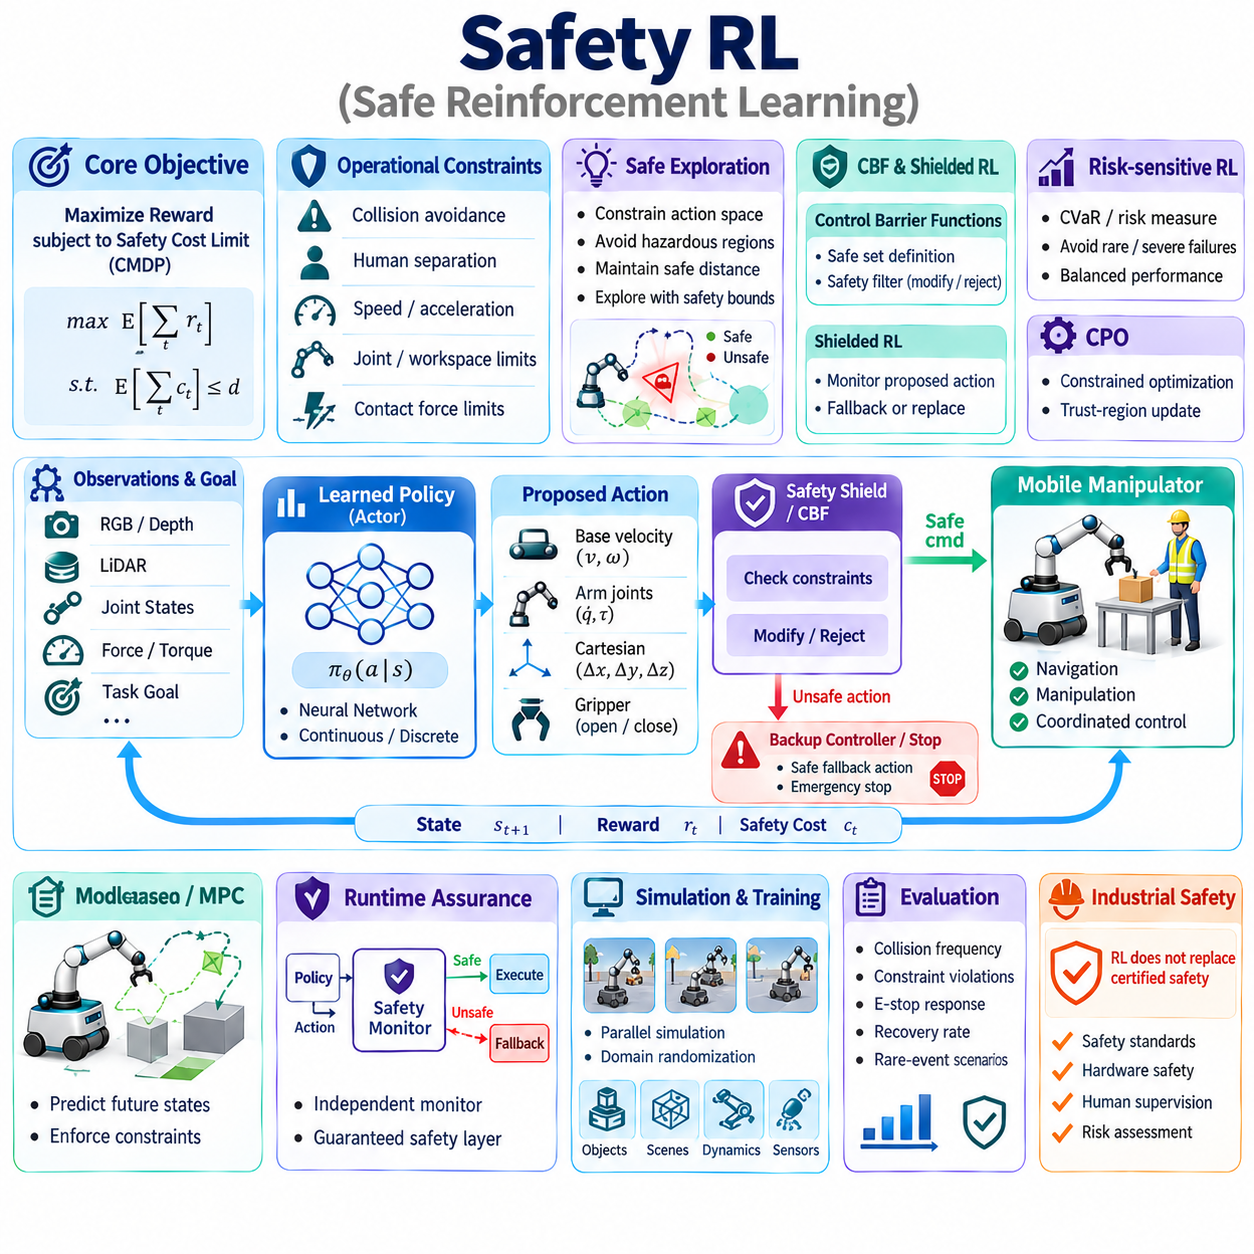 Safety RL
(Safe Reinforcement Learning)
Core Objective
Maximize Reward
subject to Safety Cost Limit
(CMDP)
max E[∑_t r_t]
s.t. E[∑_t c_t] ≤ d
Operational Constraints
Collision avoidance
Human separation
Speed / acceleration
Joint / workspace limits
Contact force limits
Safe Exploration
• Constrain action space
• Avoid hazardous regions
• Maintain safe distance
• Explore with safety bounds
Safe
Unsafe
CBF & Shielded RL
Control Barrier Functions
• Safe set definition
• Safety filter (modify / reject)
Shielded RL
• Monitor proposed action
• Fallback or replace
Risk-sensitive RL
• CVaR / risk measure
• Avoid rare / severe failures
• Balanced performance
CPO
• Constrained optimization
• Trust-region update
Observations & Goal
RGB / Depth
LiDAR
Joint States
Force / Torque
Task Goal
...
Learned Policy
(Actor)
π_θ(a|s)
• Neural Network
• Continuous / Discrete
Proposed Action
Base velocity
(v, ω)
Arm joints
(q̇, τ)
Cartesian
(Δx, Δy, Δz)
Gripper
(open / close)
Safety Shield
/ CBF
Check constraints
Modify / Reject
Unsafe action
Backup Controller / Stop
• Safe fallback action
• Emergency stop
STOP
Safe
cmd
Mobile Manipulator
Navigation
Manipulation
Coordinated control
State s_{t+1} | Reward r_t | Safety Cost c_t
/ MPC
• Predict future states
• Enforce constraints
Runtime Assurance
Policy
Action
Safety
Monitor
Safe
Execute
Unsafe
Fallback
• Independent monitor
• Guaranteed safety layer
Simulation & Training
• Parallel simulation
• Domain randomization
Objects
Scenes
Dynamics
Sensors
Evaluation
• Collision frequency
• Constraint violations
• E-stop response
• Recovery rate
• Rare-event scenarios
Industrial Safety
RL does not replace
certified safety
Safety standards
Hardware safety
Human supervision
Risk assessment